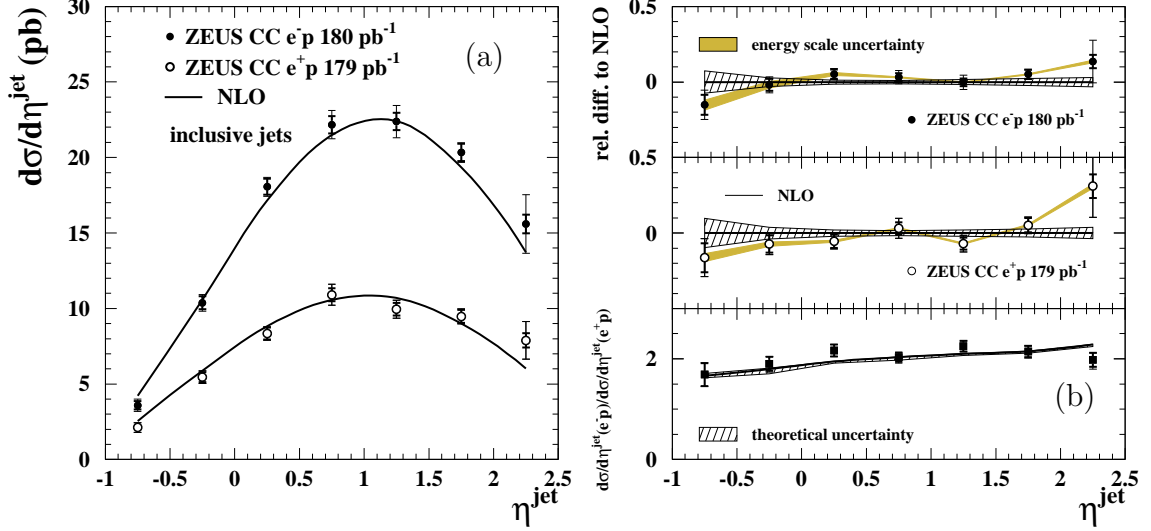 dσ/dη^jet (pb)
30
25
20
15
10
5
0
ZEUS CC e⁻p 180 pb⁻¹
ZEUS CC e⁺p 179 pb⁻¹
NLO
inclusive jets
(a)
-1 -0.5 0 0.5 1 1.5 2 2.5
η^jet
rel. diff. to NLO
0.5
0
energy scale uncertainty
ZEUS CC e⁻p 180 pb⁻¹
0.5
0
NLO
ZEUS CC e⁺p 179 pb⁻¹
dσ/dη^jet(e⁻p)/dσ/dη^jet(e⁺p)
2
0
(b)
theoretical uncertainty
-1 -0.5 0 0.5 1 1.5 2 2.5
η^jet